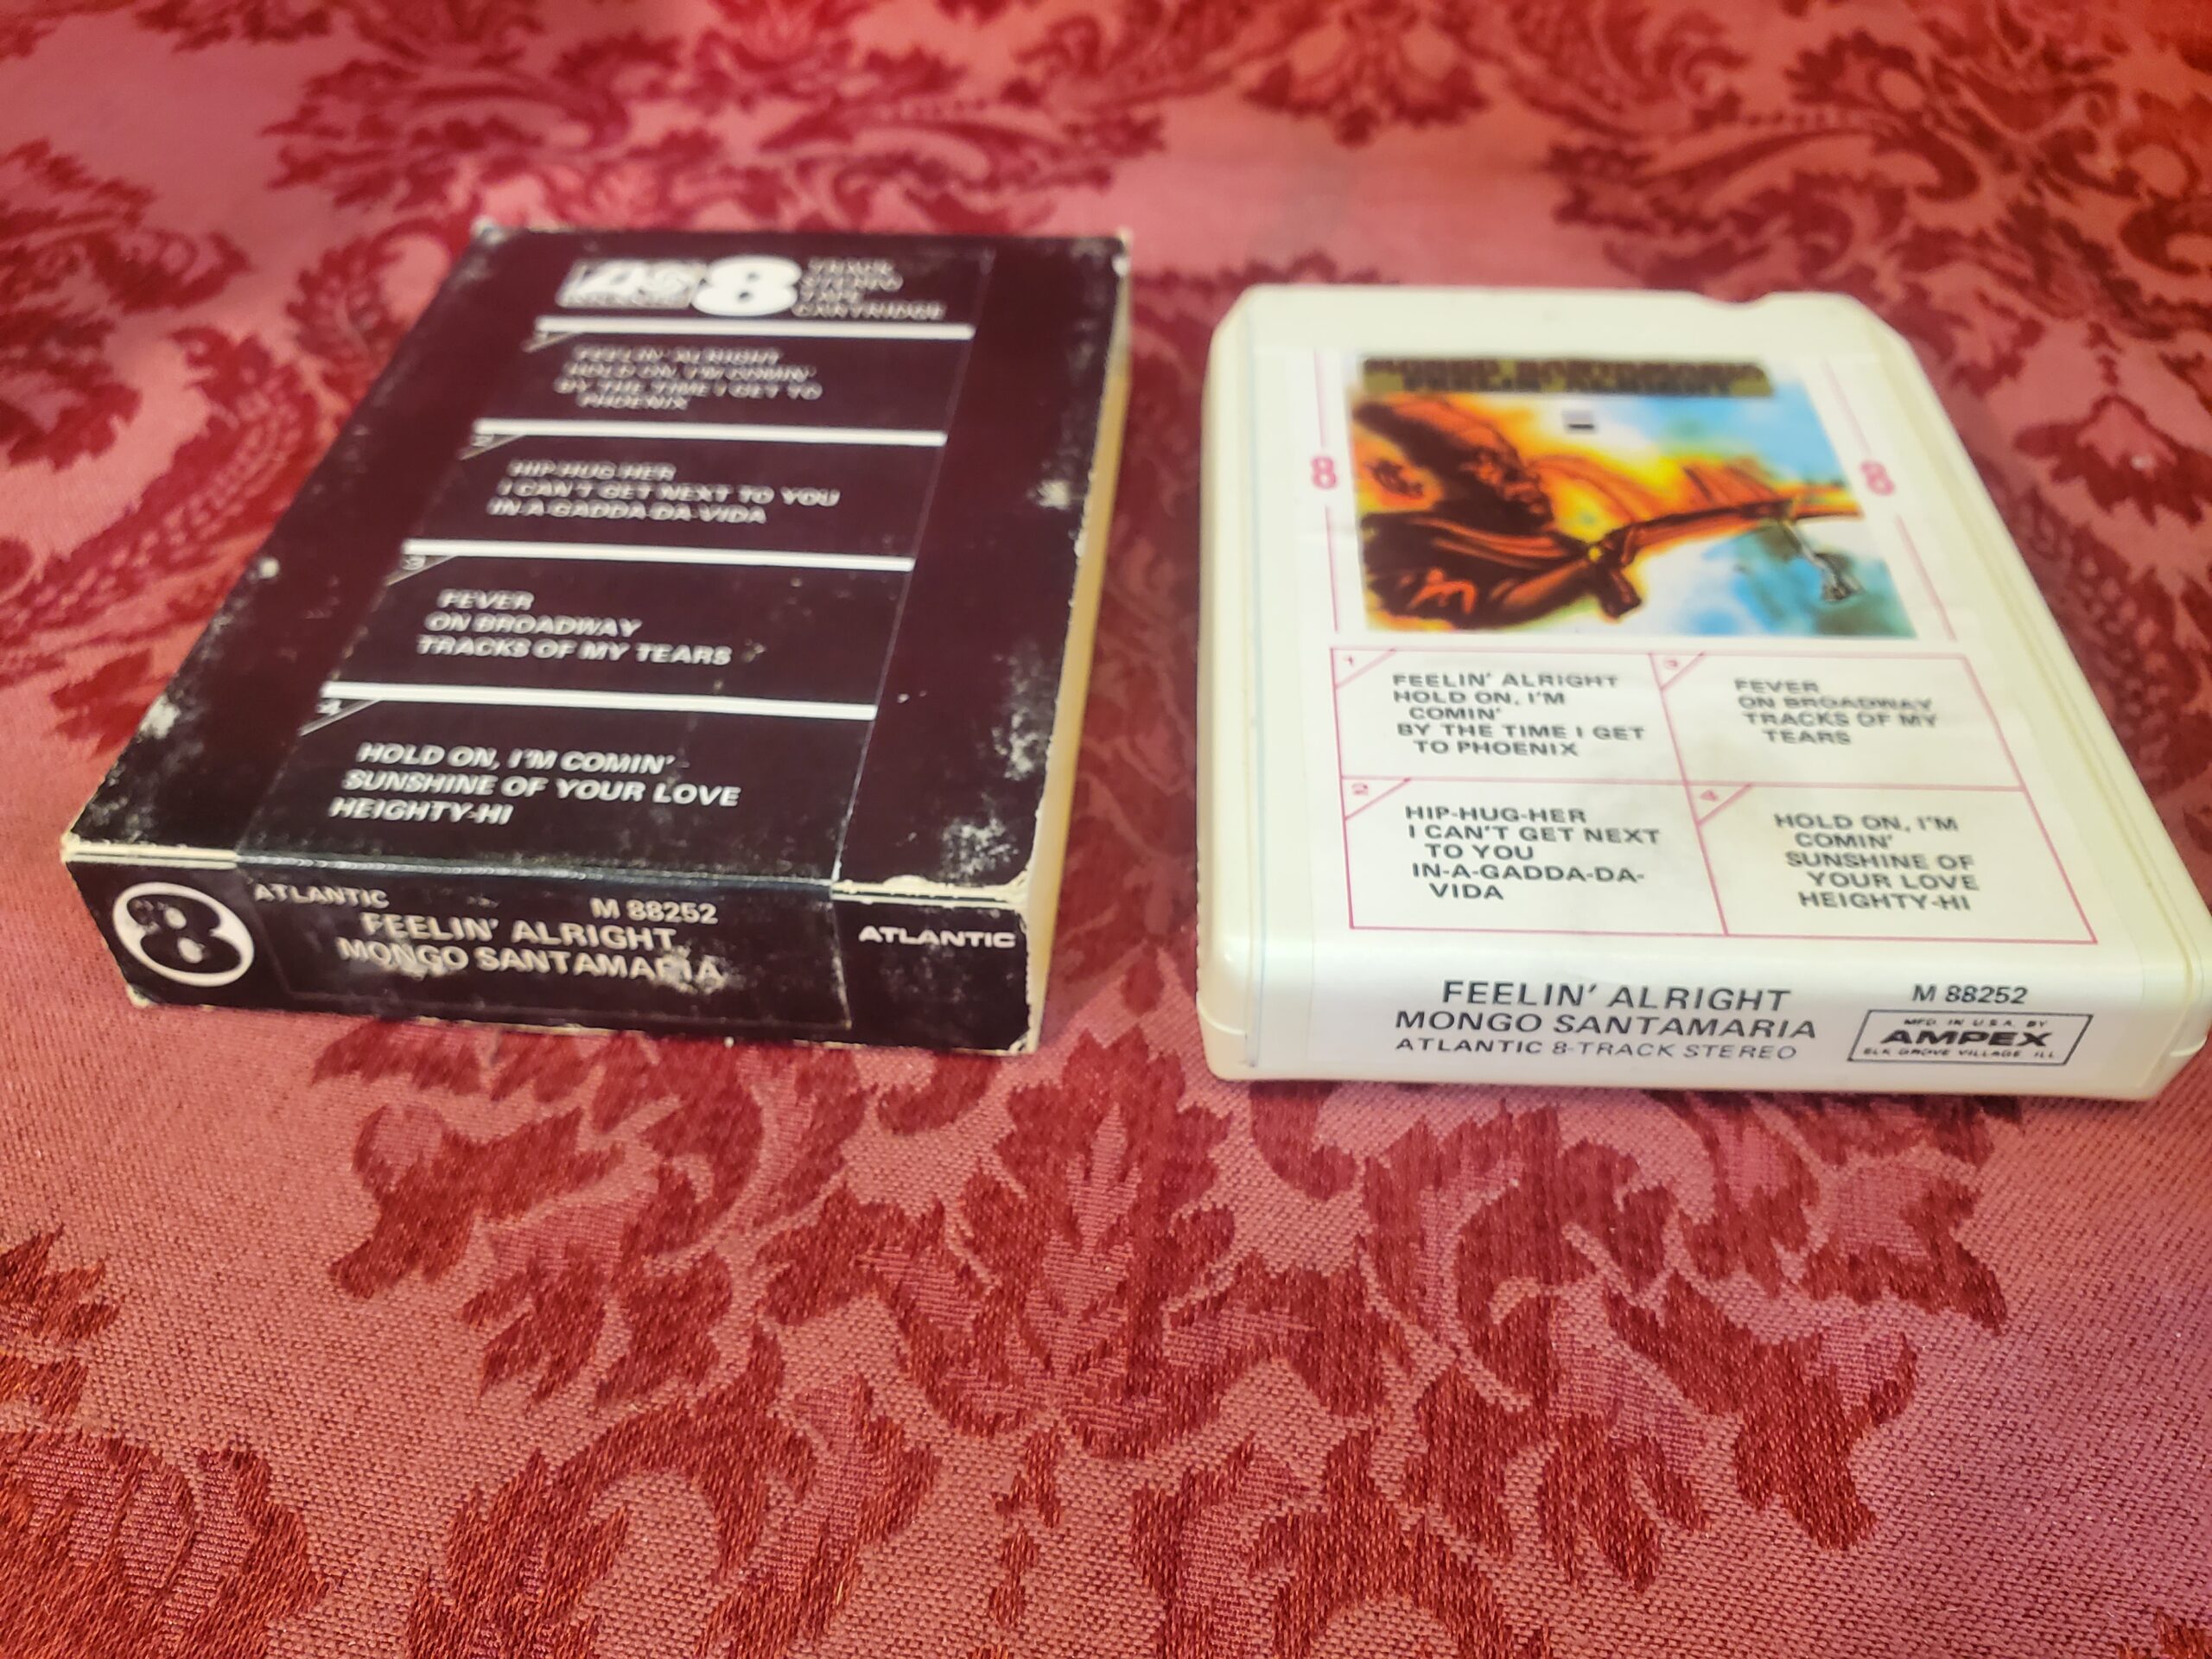 ATLANTIC
8
TRACK
STEREO
TAPE
CARTRIDGE
1
FEELIN' ALRIGHT
HOLD ON, I'M COMIN'
BY THE TIME I GET TO
PHOENIX
2
HIP-HUG-HER
I CAN'T GET NEXT TO YOU
IN-A-GADDA-DA-VIDA
3
FEVER
ON BROADWAY
TRACKS OF MY TEARS
4
HOLD ON, I'M COMIN'
SUNSHINE OF YOUR LOVE
HEIGHTY-HI
8
ATLANTIC M 88252
FEELIN' ALRIGHT
MONGO SANTAMARIA
ATLANTIC
MONGO SANTAMARIA
FEELIN' ALRIGHT
8 8
1
FEELIN' ALRIGHT
HOLD ON, I'M
COMIN'
BY THE TIME I GET
TO PHOENIX
3
FEVER
ON BROADWAY
TRACKS OF MY
TEARS
2
HIP-HUG-HER
I CAN'T GET NEXT
TO YOU
IN-A-GADDA-DA-
VIDA
4
HOLD ON, I'M
COMIN'
SUNSHINE OF
YOUR LOVE
HEIGHTY-HI
FEELIN' ALRIGHT
MONGO SANTAMARIA
ATLANTIC 8-TRACK STEREO
M 88252
MFD. IN U.S.A. BY
AMPEX
ELK GROVE VILLAGE, ILL.